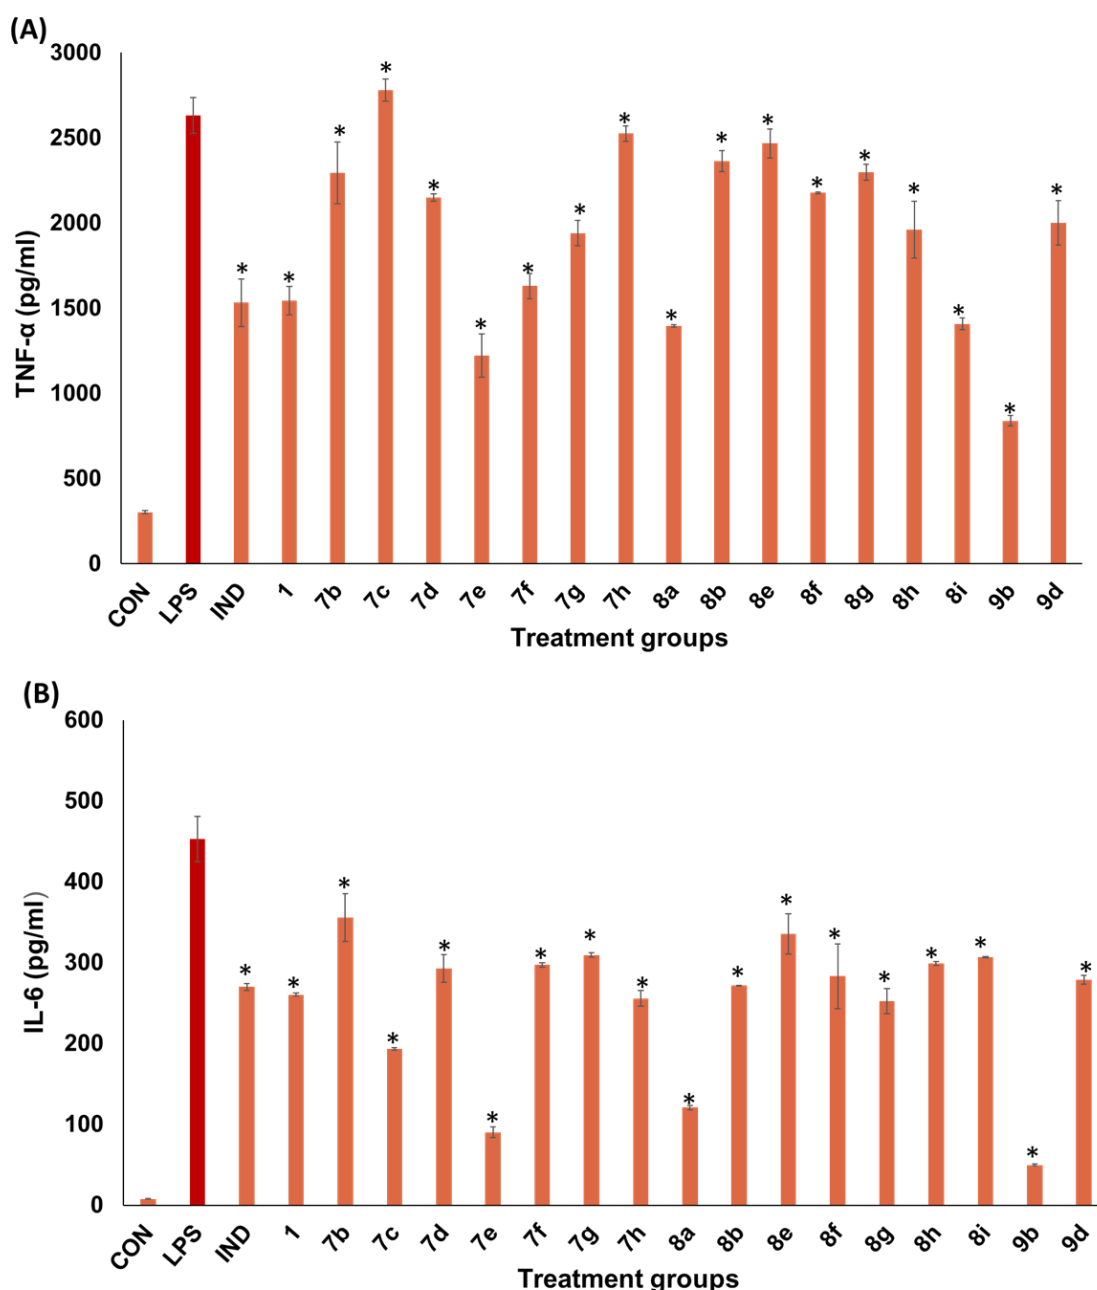 (A)
TNF-α (pg/ml)
3000
2500
2000
1500
1000
500
0
* * * * * * * * * * * * * * * * * *
CON LPS IND 1 7b 7c 7d 7e 7f 7g 7h 8a 8b 8e 8f 8g 8h 8i 9b 9d
Treatment groups
(B)
IL-6 (pg/ml)
600
500
400
300
200
100
0
* * * * * * * * * * * * * * * * * *
CON LPS IND 1 7b 7c 7d 7e 7f 7g 7h 8a 8b 8e 8f 8g 8h 8i 9b 9d
Treatment groups